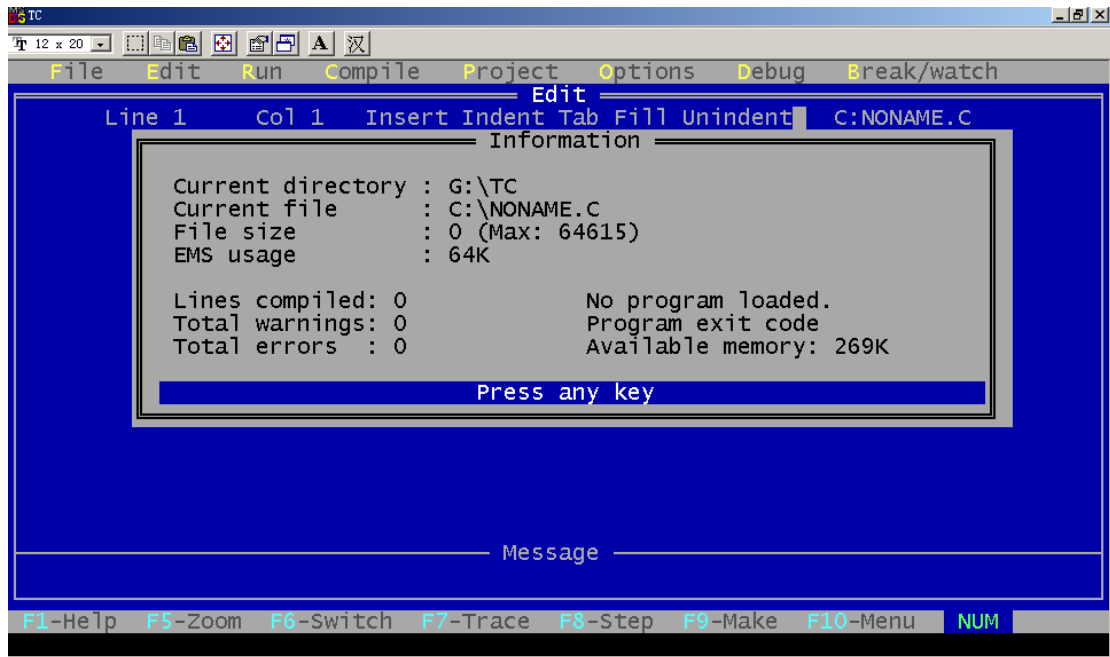 TC
12 x 20 A 汉
File Edit Run Compile Project Options Debug Break/watch
Edit
Line 1 Col 1 Insert Indent Tab Fill Unindent C:NONAME.C
Information
Current directory : G:\TC
Current file : C:\NONAME.C
File size : 0 (Max: 64615)
EMS usage : 64K
Lines compiled: 0 No program loaded.
Total warnings: 0 Program exit code
Total errors : 0 Available memory: 269K
Press any key
Message
F1-Help F5-Zoom F6-Switch F7-Trace F8-Step F9-Make F10-Menu NUM